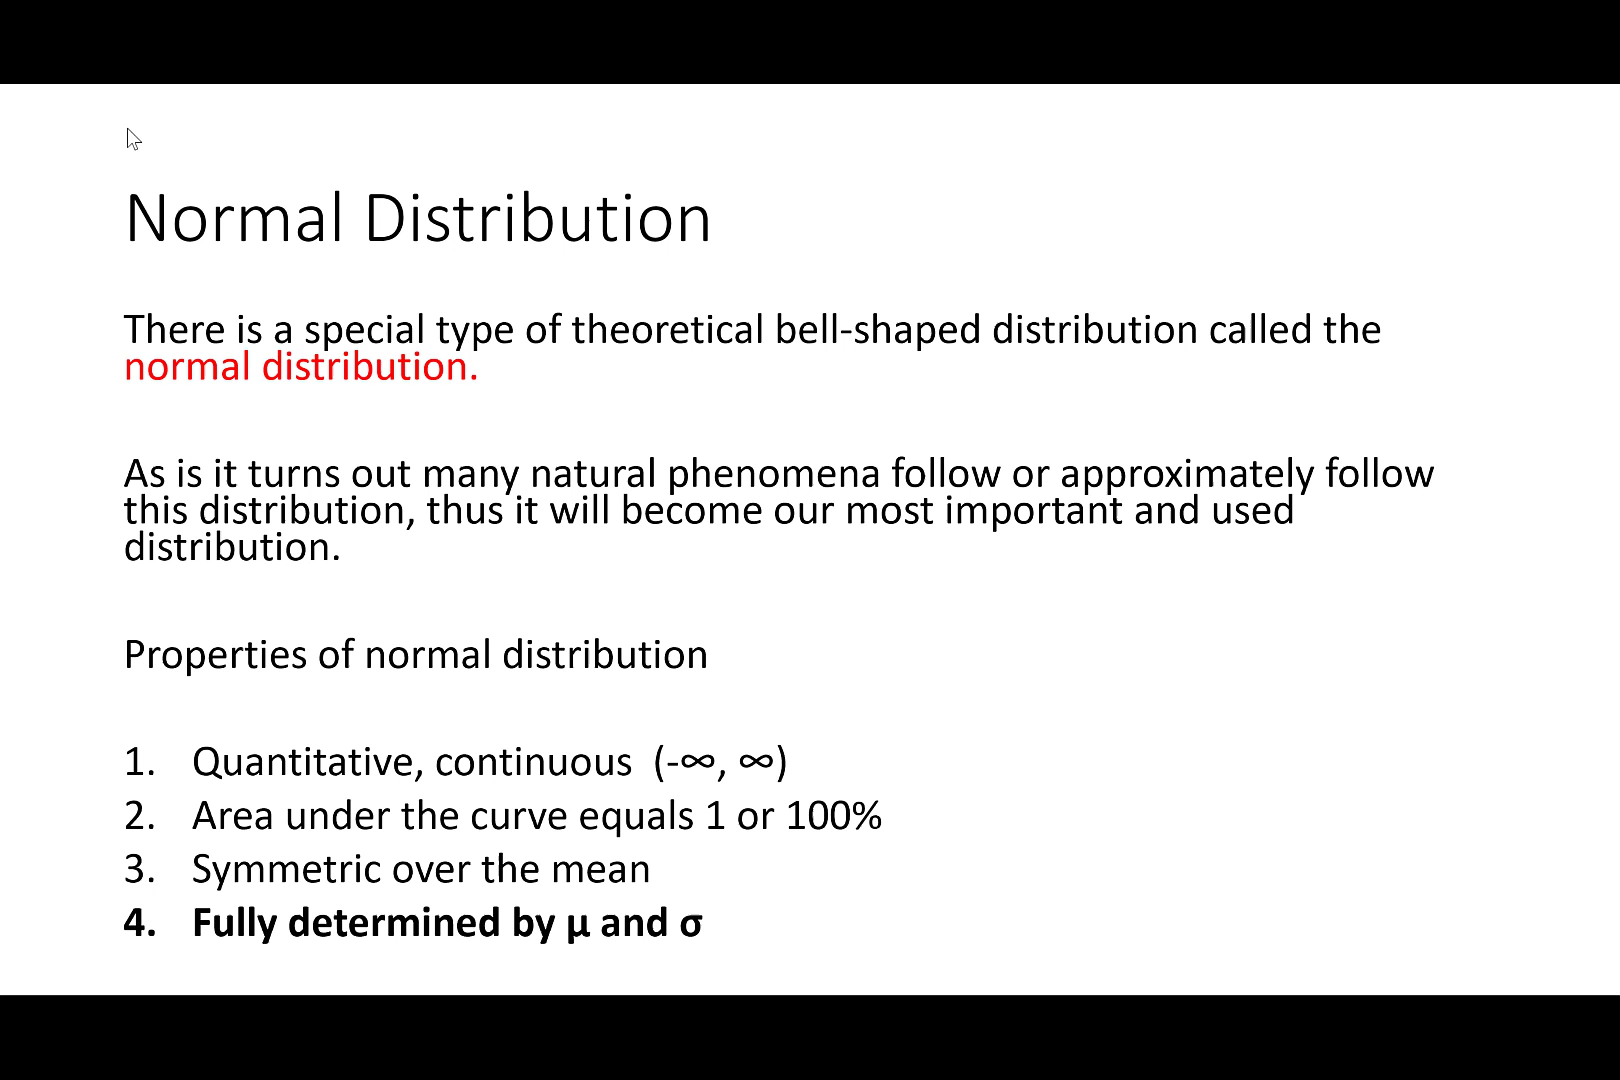 Normal Distribution
There is a special type of theoretical bell-shaped distribution called the
normal distribution.
As is it turns out many natural phenomena follow or approximately follow
this distribution, thus it will become our most important and used
distribution.
Properties of normal distribution
1. Quantitative, continuous (-∞, ∞)
2. Area under the curve equals 1 or 100%
3. Symmetric over the mean
4. Fully determined by μ and σ